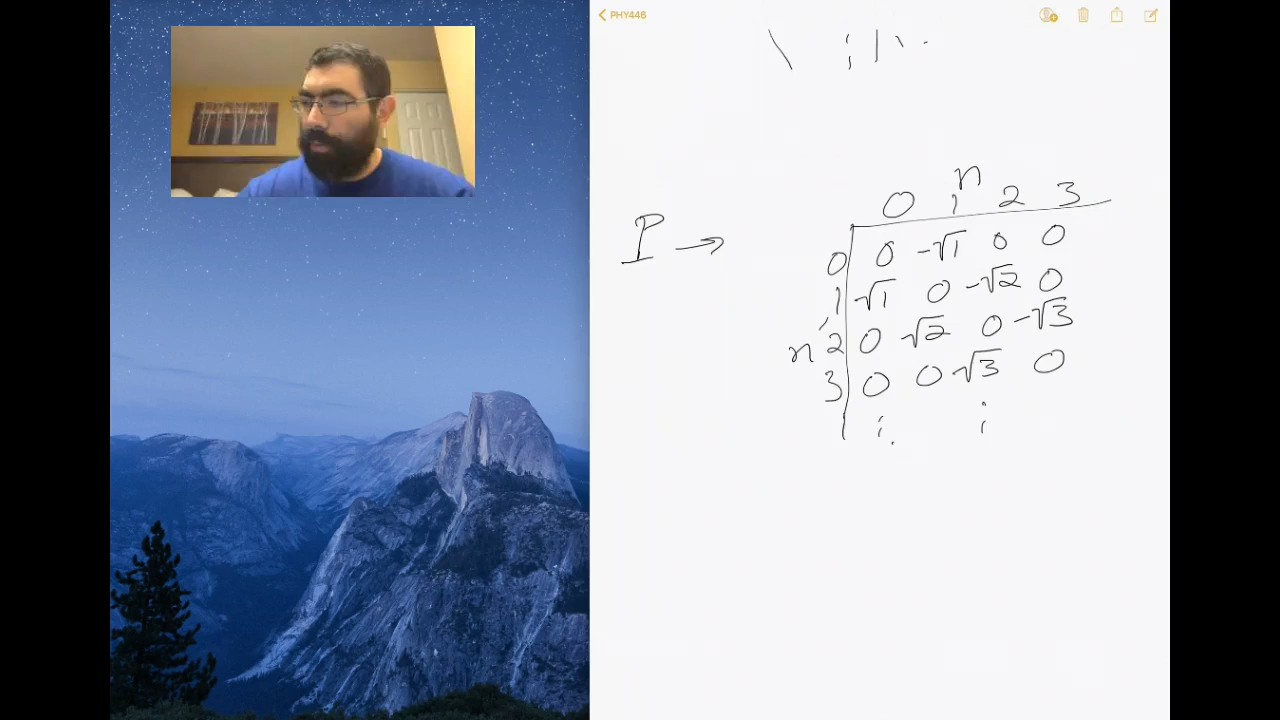 PHY446
n
0 1 2 3
P →
0 0 -√1 0 0
1 √1 0 -√2 0
n' 2 0 √2 0 -√3
3 0 0 √3 0
⋮ ⋮